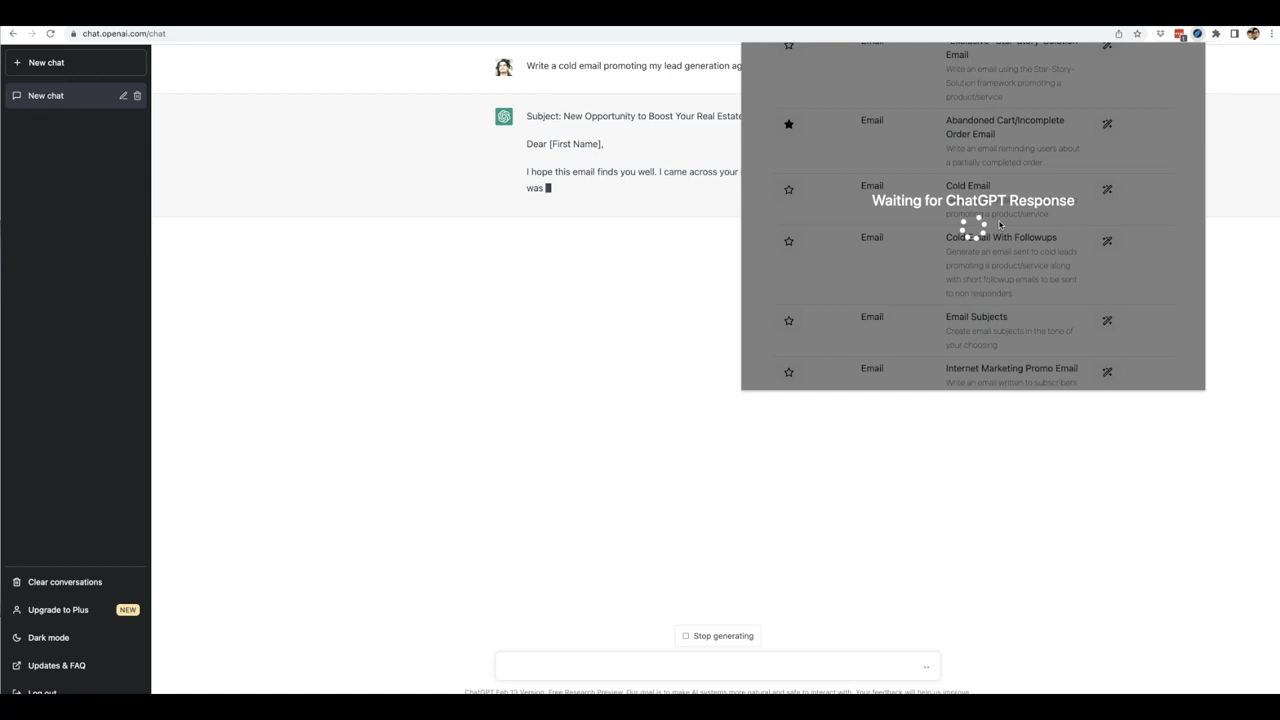 chat.openai.com/chat
New chat
New chat
Clear conversations
Upgrade to Plus NEW
Dark mode
Updates & FAQ
Log out
Write a cold email promoting my lead generation ag
Subject: New Opportunity to Boost Your Real Estate
Dear [First Name],
I hope this email finds you well. I came across your
was
Stop generating
ChatGPT Feb 13 Version. Free Research Preview. Our goal is to make AI systems more natural and safe to interact with. Your feedback will help us improve.
Email
Email
Write an email using the Star-Story-
Solution framework promoting a
product/service
Email Abandoned Cart/Incomplete
Order Email
Write an email reminding users about
a partially completed order
Email Cold Email
Waiting for ChatGPT Response
promoting a product/service
Email Cold Email With Followups
Generate an email sent to cold leads
promoting a product/service along
with short followup emails to be sent
to non responders
Email Email Subjects
Create email subjects in the tone of
your choosing
Email Internet Marketing Promo Email
Write an email written to subscribers